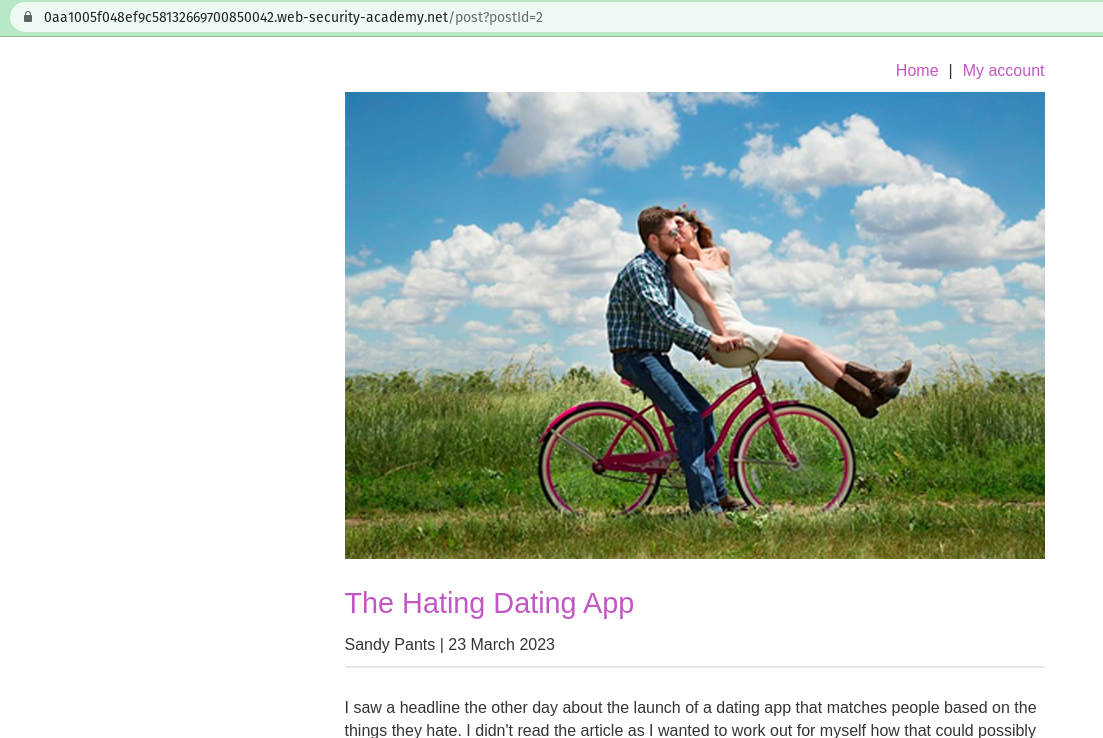 0aa1005f048ef9c58132669700850042.web-security-academy.net/post?postId=2
Home | My account
The Hating Dating App
Sandy Pants | 23 March 2023
I saw a headline the other day about the launch of a dating app that matches people based on the
things they hate. I didn't read the article as I wanted to work out for myself how that could possibly